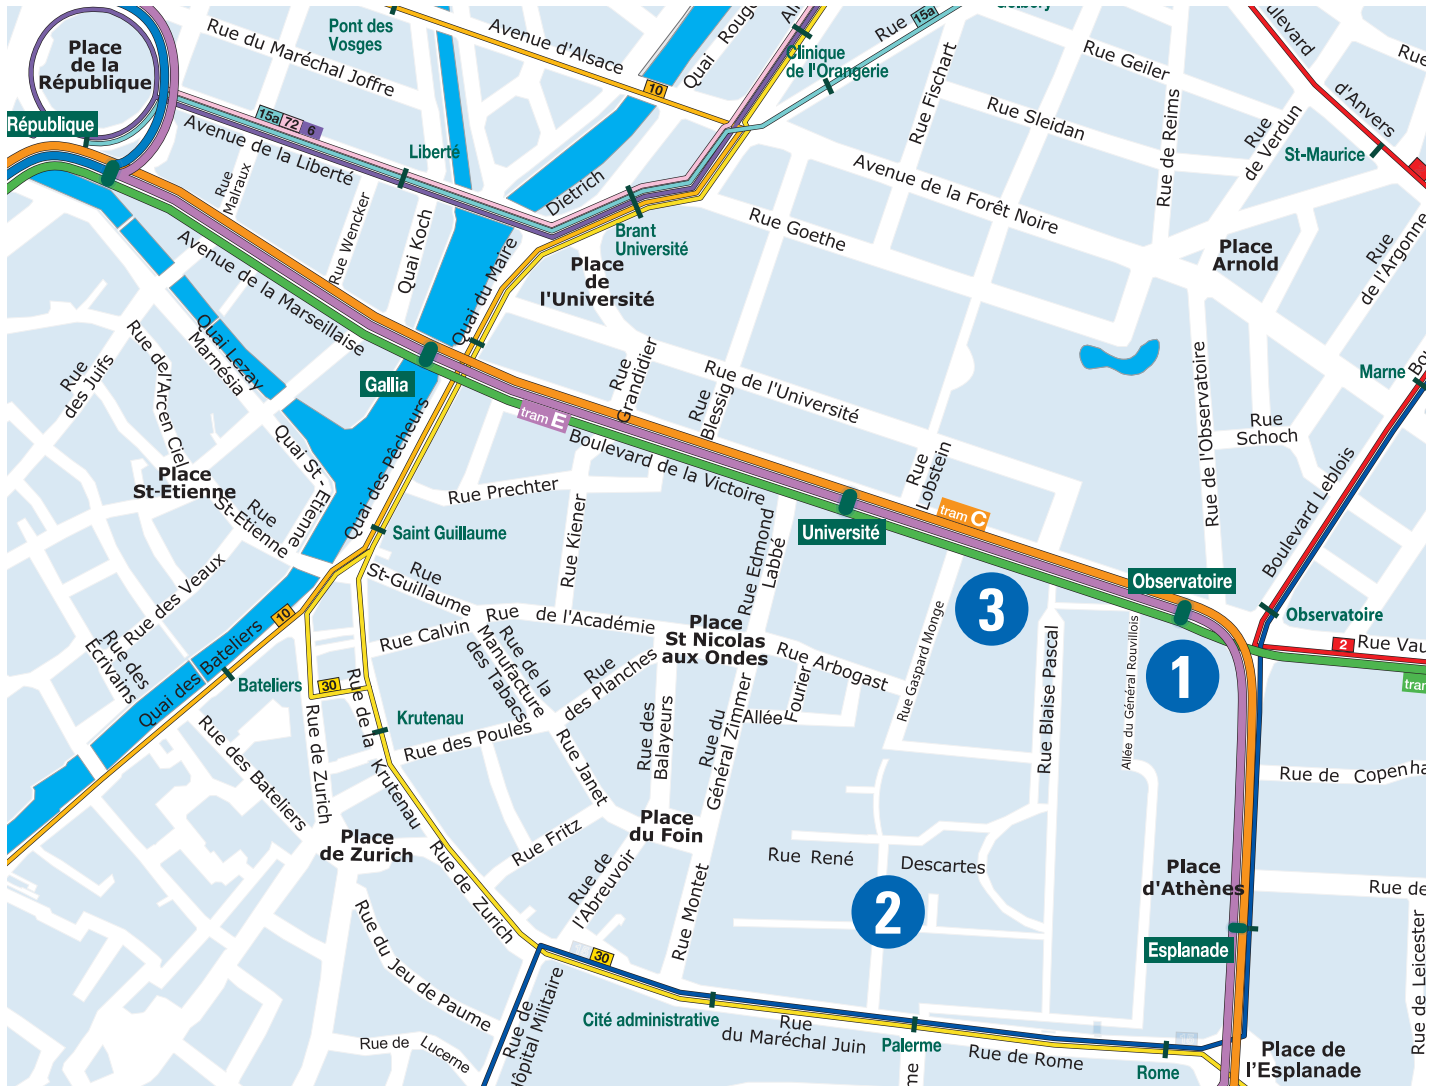 Place
de la
République
République
Pont des
Vosges
Rue du Maréchal Joffre
Avenue d'Alsace
10
Quai Rouge
Clinique
de l'Orangerie
Rue
15a
Rue Fischart
Rue Geiler
Rue Sleidan
Rue de Reims
Rue
de Verdun
d'Anvers
St-Maurice
15a 72 6
Avenue de la Liberté
Liberté
Rue
Malraux
Rue Wencker
Quai Koch
Dietrich
Brant
Université
Avenue de la Forêt Noire
Rue Goethe
Place
Arnold
Rue
de l'Argonne
Place
de
l'Université
Avenue de la Marseillaise
Quai du Maire
Quai Lezay
Marnésia
Rue
des Juifs
Rue del'Arcen Ciel
Gallia
tram E
Rue
Grandidier
Rue
Blessig
Rue de l'Université
Boulevard de la Victoire
Rue de l'Observatoire
Marne
Rue
Schoch
Boulevard Leblois
Place
St-Etienne
Rue
St-Etienne
Quai St - Etienne
Quai des Pêcheurs
Rue Prechter
Rue Kiener
Saint Guillaume
Rue
Lobstein
tram C
Université
Rue Edmond
Labbé
Observatoire
Observatoire
2
Rue Vau
tram
Rue des Veaux
Rue
St-Guillaume
Rue de l'Académie
Rue Calvin
Rue de la
Manufacture
des Tabacs
Rue
des Planches
Place
St Nicolas
aux Ondes
Rue Arbogast
3
1
Rue Gaspard Monge
Rue Blaise Pascal
Allée du Général Rouvillois
Rue des
Ecrivains
Quai des Bateliers
10
Bateliers
30
Krutenau
Rue de la Krutenau
Rue des Poules
Rue des
Balayeurs
Rue du
Général Zimmer
Allée
Fourier
Rue de Zurich
Rue des Bateliers
Rue Janet
Rue Fritz
Place
du Foin
Rue de Copenha
Place
de Zurich
Rue de Zurich
Rue de
l'Abreuvoir
Rue Montet
Rue René Descartes
2
Place
d'Athènes
Rue de
Esplanade
Rue de Leicester
Rue du Jeu de Paume
30
Rue de
Hôpital Militaire
Cité administrative
Rue
du Maréchal Juin
Palerme
Rue de Rome
Rome
Rue de Lucerne
Place de
l'Esplanade